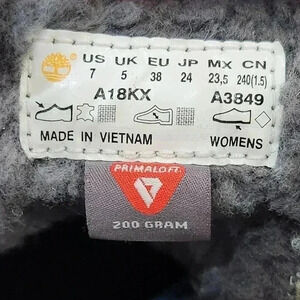 US UK EU JP MX CN
7 5 38 24 23,5 240(1.5)
A18KX A3849
MADE IN VIETNAM WOMENS
PRIMALOFT
200 GRAM